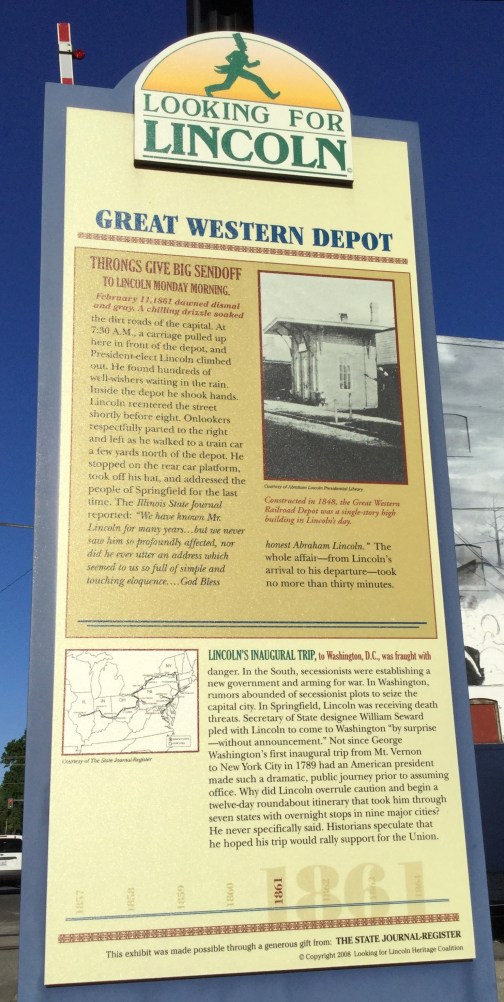 LOOKING FOR
LINCOLN
GREAT WESTERN DEPOT
THRONGS GIVE BIG SENDOFF
TO LINCOLN MONDAY MORNING.
February 11, 1861 dawned dismal
and gray. A chilling drizzle soaked
the dirt roads of the capital. At
7:30 A.M., a carriage pulled up
here in front of the depot, and
President-elect Lincoln climbed
out. He found hundreds of
well-wishers waiting in the rain.
Inside the depot he shook hands.
Lincoln reentered the street
shortly before eight. Onlookers
respectfully parted to the right
and left as he walked to a train car
a few yards north of the depot. He
stopped on the rear car platform,
took off his hat, and addressed the
people of Springfield for the last
time. The Illinois State Journal
reported: "We have known Mr.
Lincoln for many years...but we never
saw him so profoundly affected, nor
did he ever utter an address which
seemed to us so full of simple and
touching eloquence....God Bless
Courtesy of Abraham Lincoln Presidential Library
Constructed in 1848, the Great Western
Railroad Depot was a single-story high
building in Lincoln's day.
honest Abraham Lincoln." The
whole affair—from Lincoln's
arrival to his departure—took
no more than thirty minutes.
Courtesy of The State Journal-Register
LINCOLN'S INAUGURAL TRIP, to Washington, D.C., was fraught with
danger. In the South, secessionists were establishing a
new government and arming for war. In Washington,
rumors abounded of secessionist plots to seize the
capital city. In Springfield, Lincoln was receiving death
threats. Secretary of State designee William Seward
pled with Lincoln to come to Washington "by surprise
—without announcement." Not since George
Washington's first inaugural trip from Mt. Vernon
to New York City in 1789 had an American president
made such a dramatic, public journey prior to assuming
office. Why did Lincoln overrule caution and begin a
twelve-day roundabout itinerary that took him through
seven states with overnight stops in nine major cities?
He never specifically said. Historians speculate that
he hoped his trip would rally support for the Union.
1857
1858
1859
1860
1861
1861
This exhibit was made possible through a generous gift from: THE STATE JOURNAL-REGISTER
© Copyright 2008 Looking for Lincoln Heritage Coalition